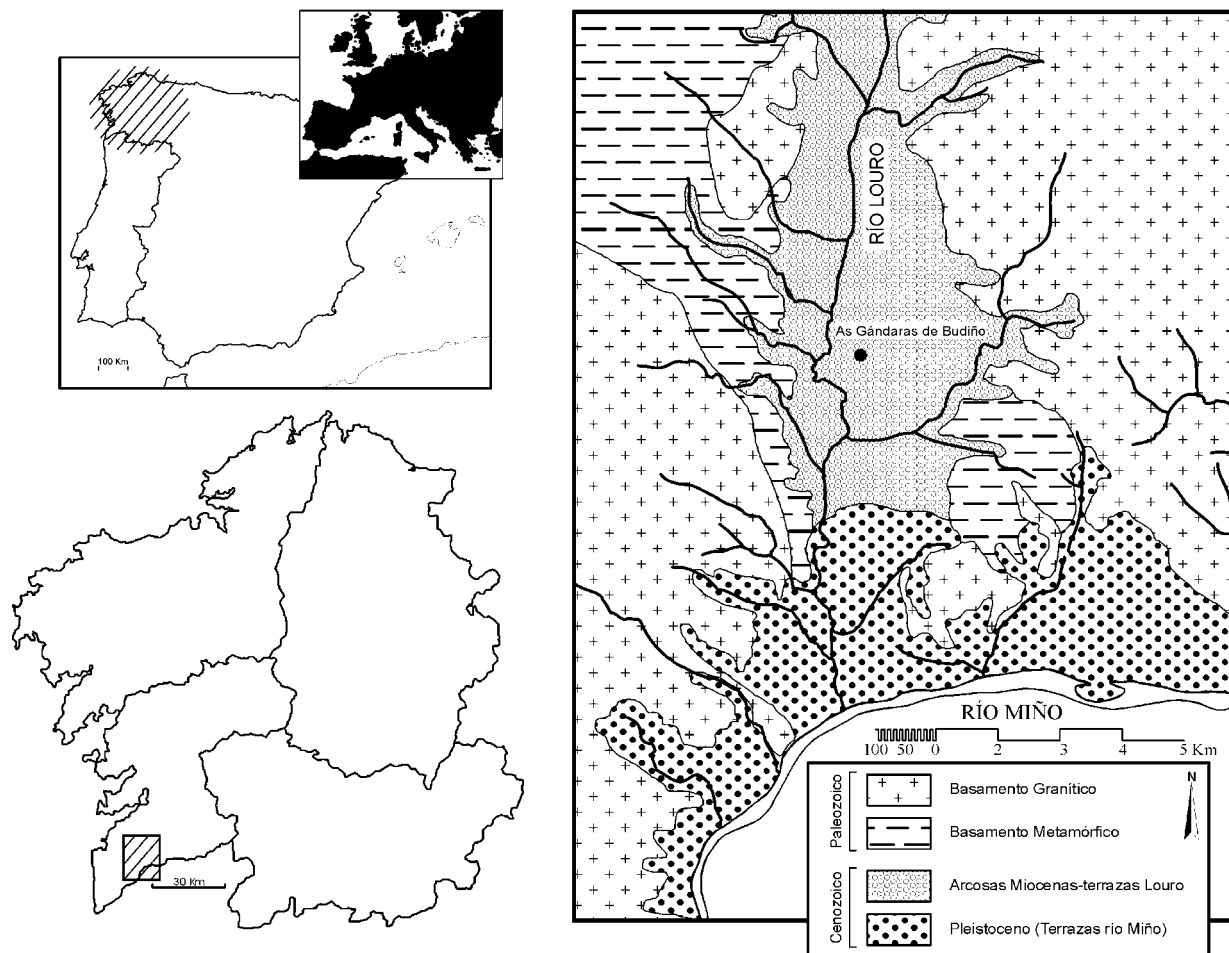 100 Km
30 Km
RÍO LOURO
As Gándaras de Budiño
RÍO MIÑO
100 50 0 2 3 4 5 Km
Paleozoico
Basamento Granítico
Basamento Metamórfico
N
Cenozoico
Arcosas Miocenas-terrazas Louro
Pleistoceno (Terrazas río Miño)